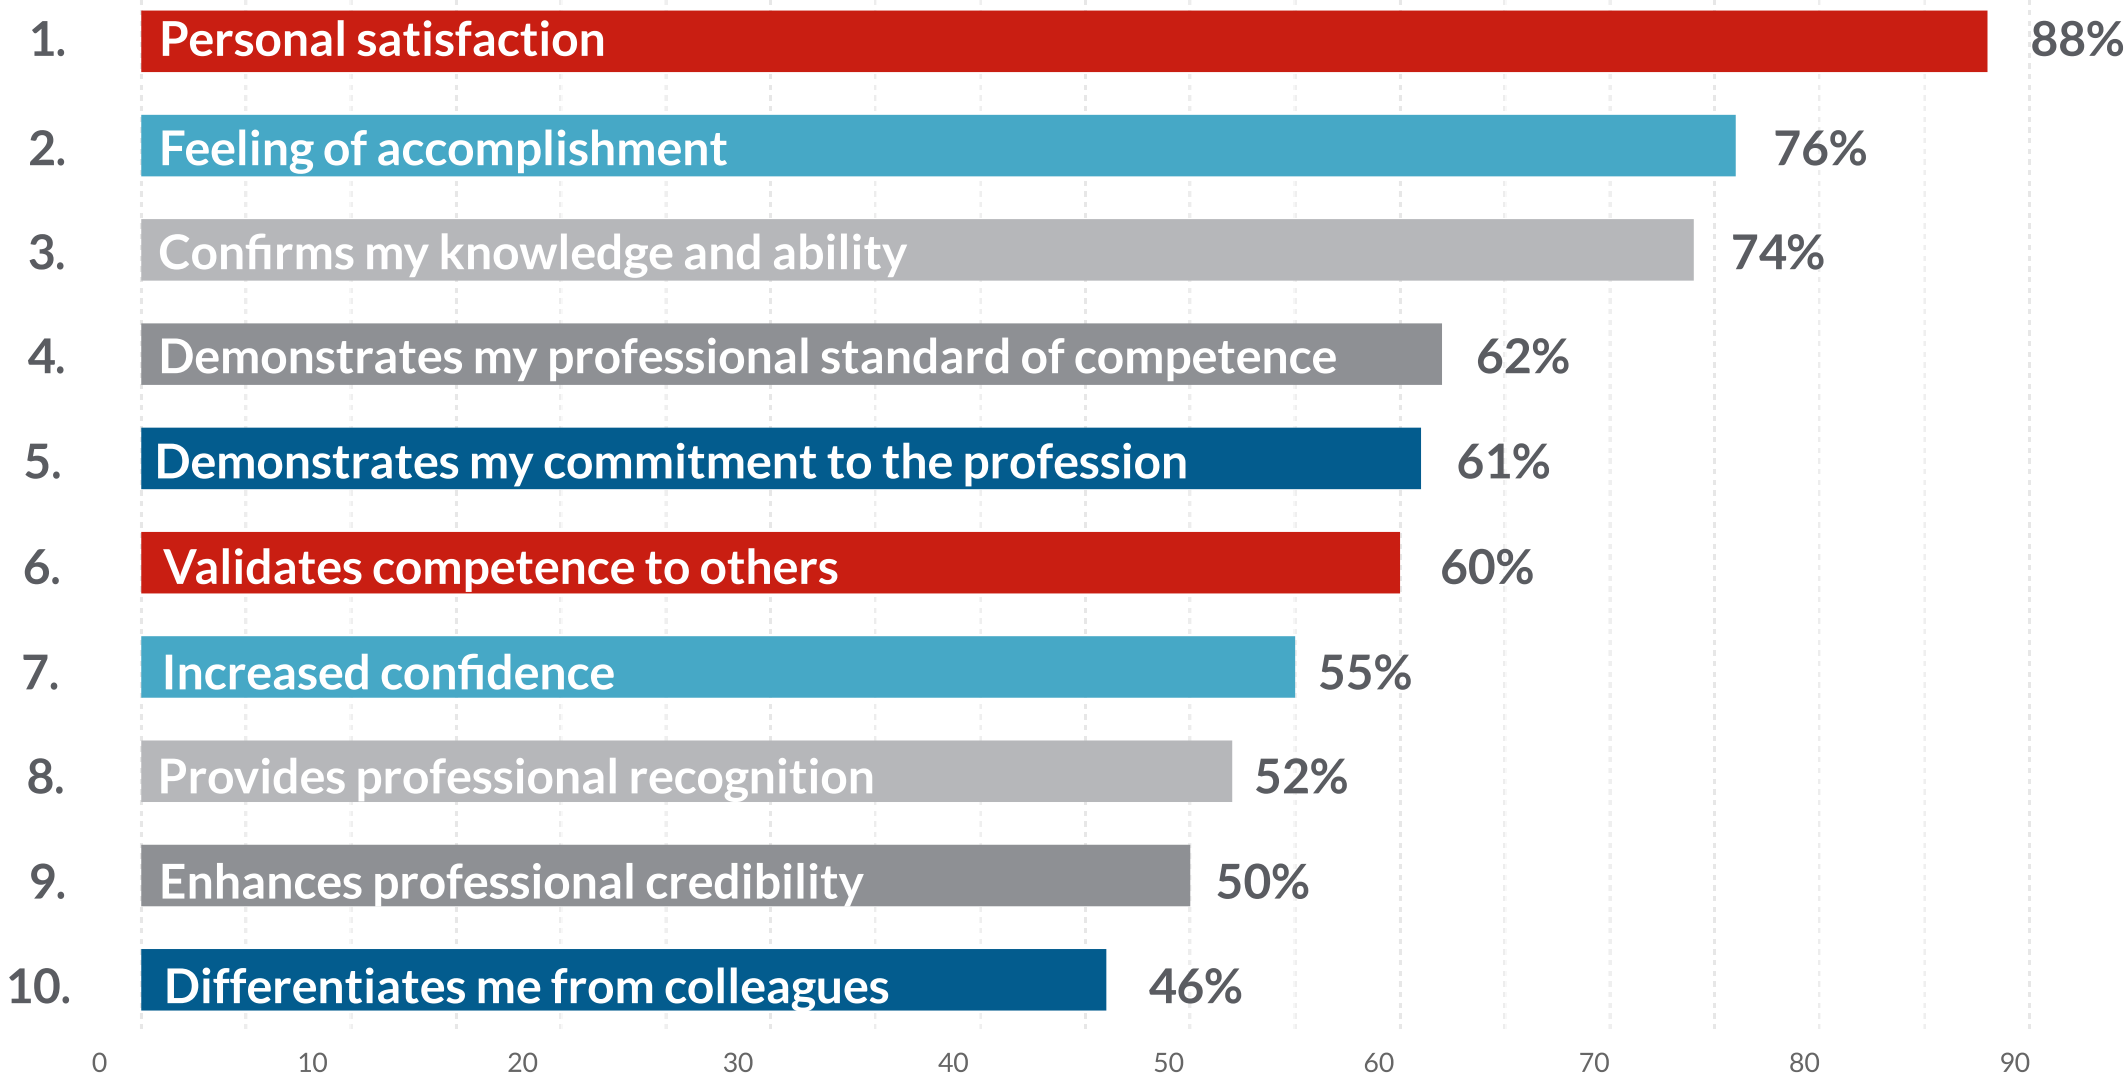 1. Personal satisfaction 88%
2. Feeling of accomplishment 76%
3. Confirms my knowledge and ability 74%
4. Demonstrates my professional standard of competence 62%
5. Demonstrates my commitment to the profession 61%
6. Validates competence to others 60%
7. Increased confidence 55%
8. Provides professional recognition 52%
9. Enhances professional credibility 50%
10. Differentiates me from colleagues 46%
0 10 20 30 40 50 60 70 80 90